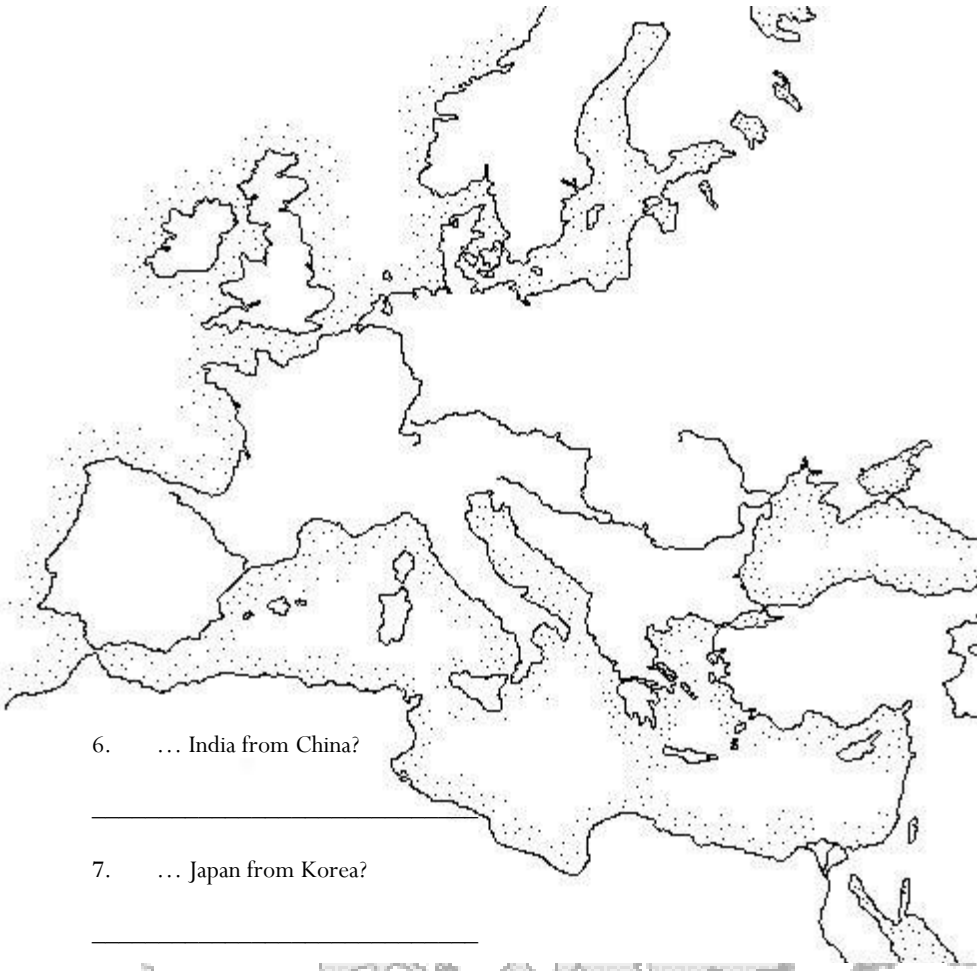 6. … India from China?
7. … Japan from Korea?